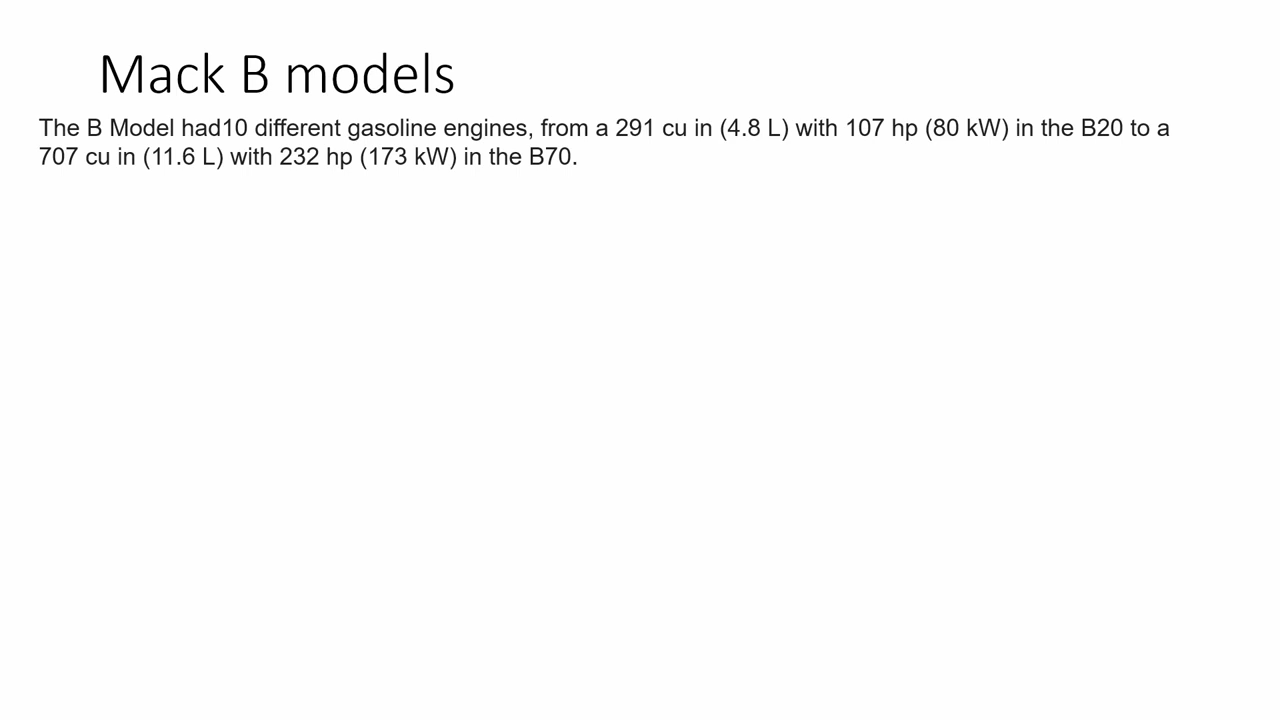 Mack B models
The B Model had10 different gasoline engines, from a 291 cu in (4.8 L) with 107 hp (80 kW) in the B20 to a
707 cu in (11.6 L) with 232 hp (173 kW) in the B70.